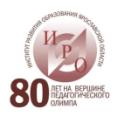 ИНСТИТУТ РАЗВИТИЯ ОБРАЗОВАНИЯ ЯРОСЛАВСКОЙ ОБЛАСТИ
ИРО
80 ЛЕТ НА ВЕРШИНЕ
ПЕДАГОГИЧЕСКОГО
ОЛИМПА